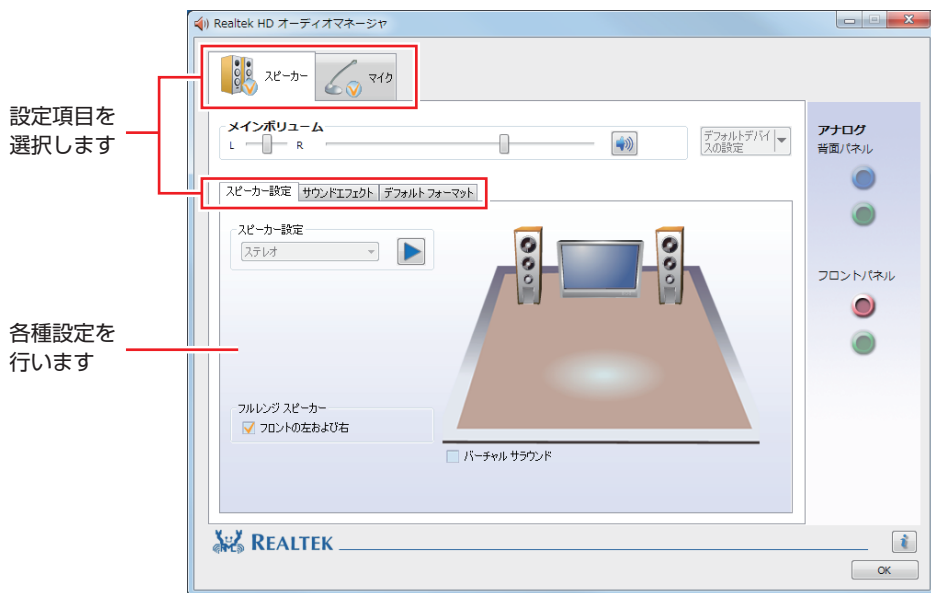 Realtek HD オーディオマネージャ
スピーカー
マイク
設定項目を
選択します
メインボリューム
L
R
デフォルトデバイ
スの設定
アナログ
背面パネル
スピーカー設定
サウンドエフェクト
デフォルト フォーマット
スピーカー設定
ステレオ
フロントパネル
各種設定を
行います
フルレンジ スピーカー
フロントの左および右
バーチャル サラウンド
REALTEK
OK